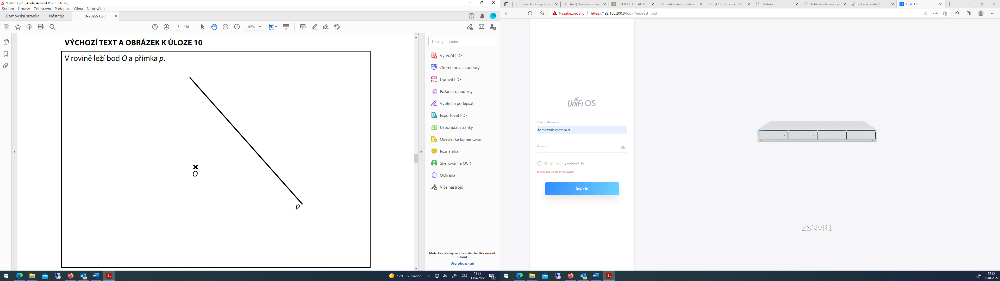 9-2022-1.pdf - Adobe Acrobat Pro DC (32-bit)
Soubor Úpravy Zobrazení Podepsat Okna Nápověda
Domovská stránka Nástroje 9-2022-1.pdf
6 / 10 167%
VÝCHOZÍ TEXT A OBRÁZEK K ÚLOZE 10
V rovině leží bod O a přímka p.
O
p
Nástroje hledání
Vytvořit PDF
Zkombinovat soubory
Upravit PDF
Požádat o podpisy
Vyplnit a podepsat
Exportovat PDF
Uspořádat stránky
Odeslat ke komentování
Poznámka
Skenování a OCR
Ochrana
Více nástrojů
Máte bezplatný účet ve službě Document
Cloud
Upgradovat nyní
17°C Slunečno CES 13:35
13.04.2022
4
Scratch - Imagine, Pro (475) Doručené – Sezn TOUR OF THE ALPS Přihlášení do systému (473) Doručené – Sezn Matrika Aktuální informace pr edge://newtab/ UniFi OS
Nezabezpečeno https://192.168.200.8/login?redirect=%2F
UniFi OS
Email or Username
holy@zsodolenavoda.cz
Password
Remember my credentials
Invalid username or password
Sign In
ZSNVR1
13:35
13.04.2022